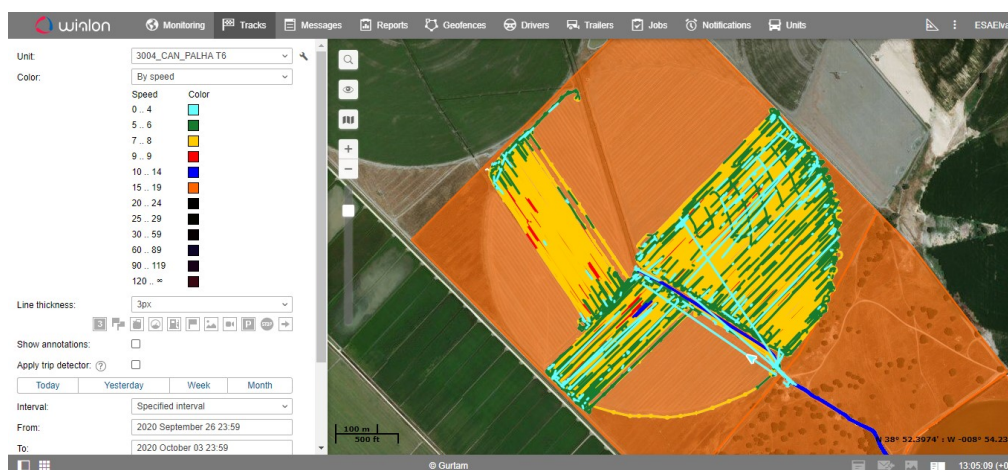 wialon Monitoring Tracks Messages Reports Geofences Drivers Trailers Jobs Notifications Units
Unit: 3004_CAN_PALHA T6
Color: By speed
Speed Color
0 .. 4
5 .. 6
7 .. 8
9 .. 9
10 .. 14
15 .. 19
20 .. 24
25 .. 29
30 .. 59
60 .. 89
90 .. 119
120 .. ∞
Line thickness: 3px
3 P STOP
Show annotations:
Apply trip detector: ?
Today Yesterday Week Month
Interval: Specified interval
From: 2020 September 26 23:59
To: 2020 October 03 23:59
+
−
100 m
500 ft
N 38° 52.3974' : W -008° 54.23
© Gurtam
13:05:09 (+0